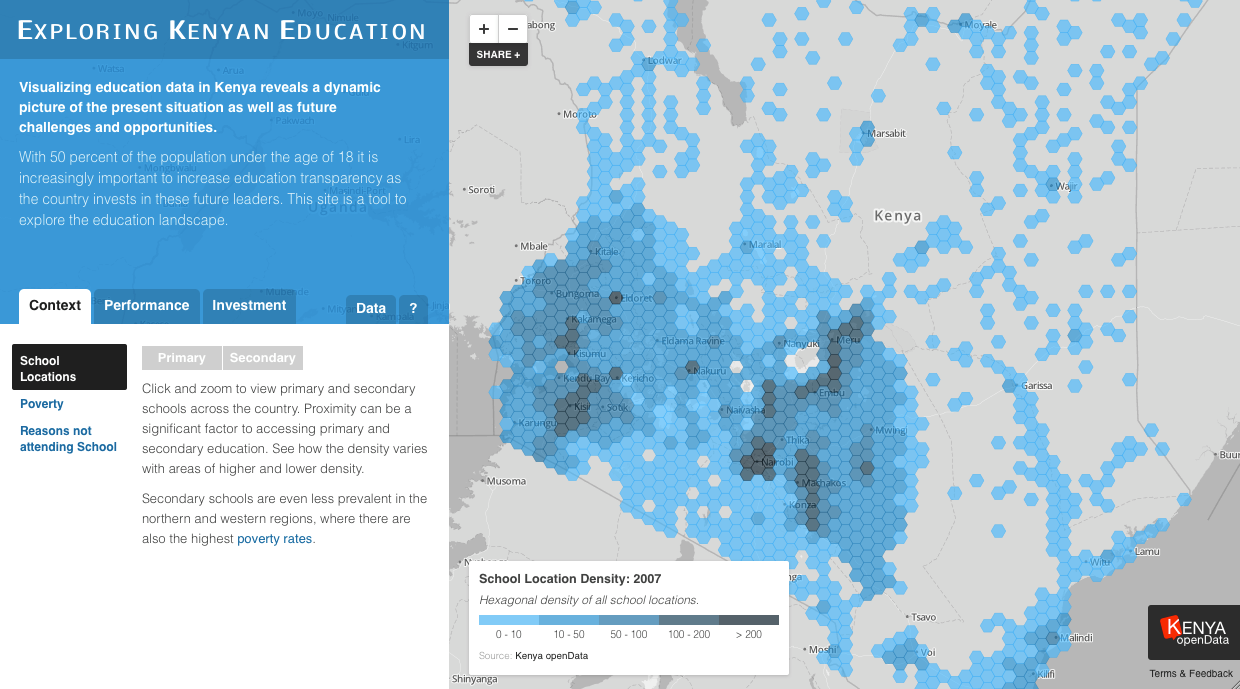 EXPLORING KENYAN EDUCATION
Visualizing education data in Kenya reveals a dynamic
picture of the present situation as well as future
challenges and opportunities.
With 50 percent of the population under the age of 18 it is
increasingly important to increase education transparency as
the country invests in these future leaders. This site is a tool to
explore the education landscape.
Context
Performance
Investment
Data
?
School
Locations
Poverty
Reasons not
attending School
Primary
Secondary
Click and zoom to view primary and secondary
schools across the country. Proximity can be a
significant factor to accessing primary and
secondary education. See how the density varies
with areas of higher and lower density.
Secondary schools are even less prevalent in the
northern and western regions, where there are
also the highest poverty rates.
+
−
SHARE +
Moyale
Lodwar
Moroto
Marsabit
Lira
Arua
Pakwach
Kitgum
Uganda
Soroti
Wajir
Kenya
Mbale
Kitale
Maralal
Tororo
Bungoma
Eldoret
Kakamega
Eldama Ravine
Nanyuki
Meru
Kisumu
Kendu Bay
Kericho
Nakuru
Garissa
Embu
Kisii
Sotik
Naivasha
Karungu
Mwingi
Thika
Nairobi
Musoma
Machakos
Konza
Lamu
Witu
Tsavo
Malindi
Moshi
Voi
Kilifi
Shinyanga
School Location Density: 2007
Hexagonal density of all school locations.
0 - 10
10 - 50
50 - 100
100 - 200
> 200
Source: Kenya openData
KENYA
openData
Terms & Feedback